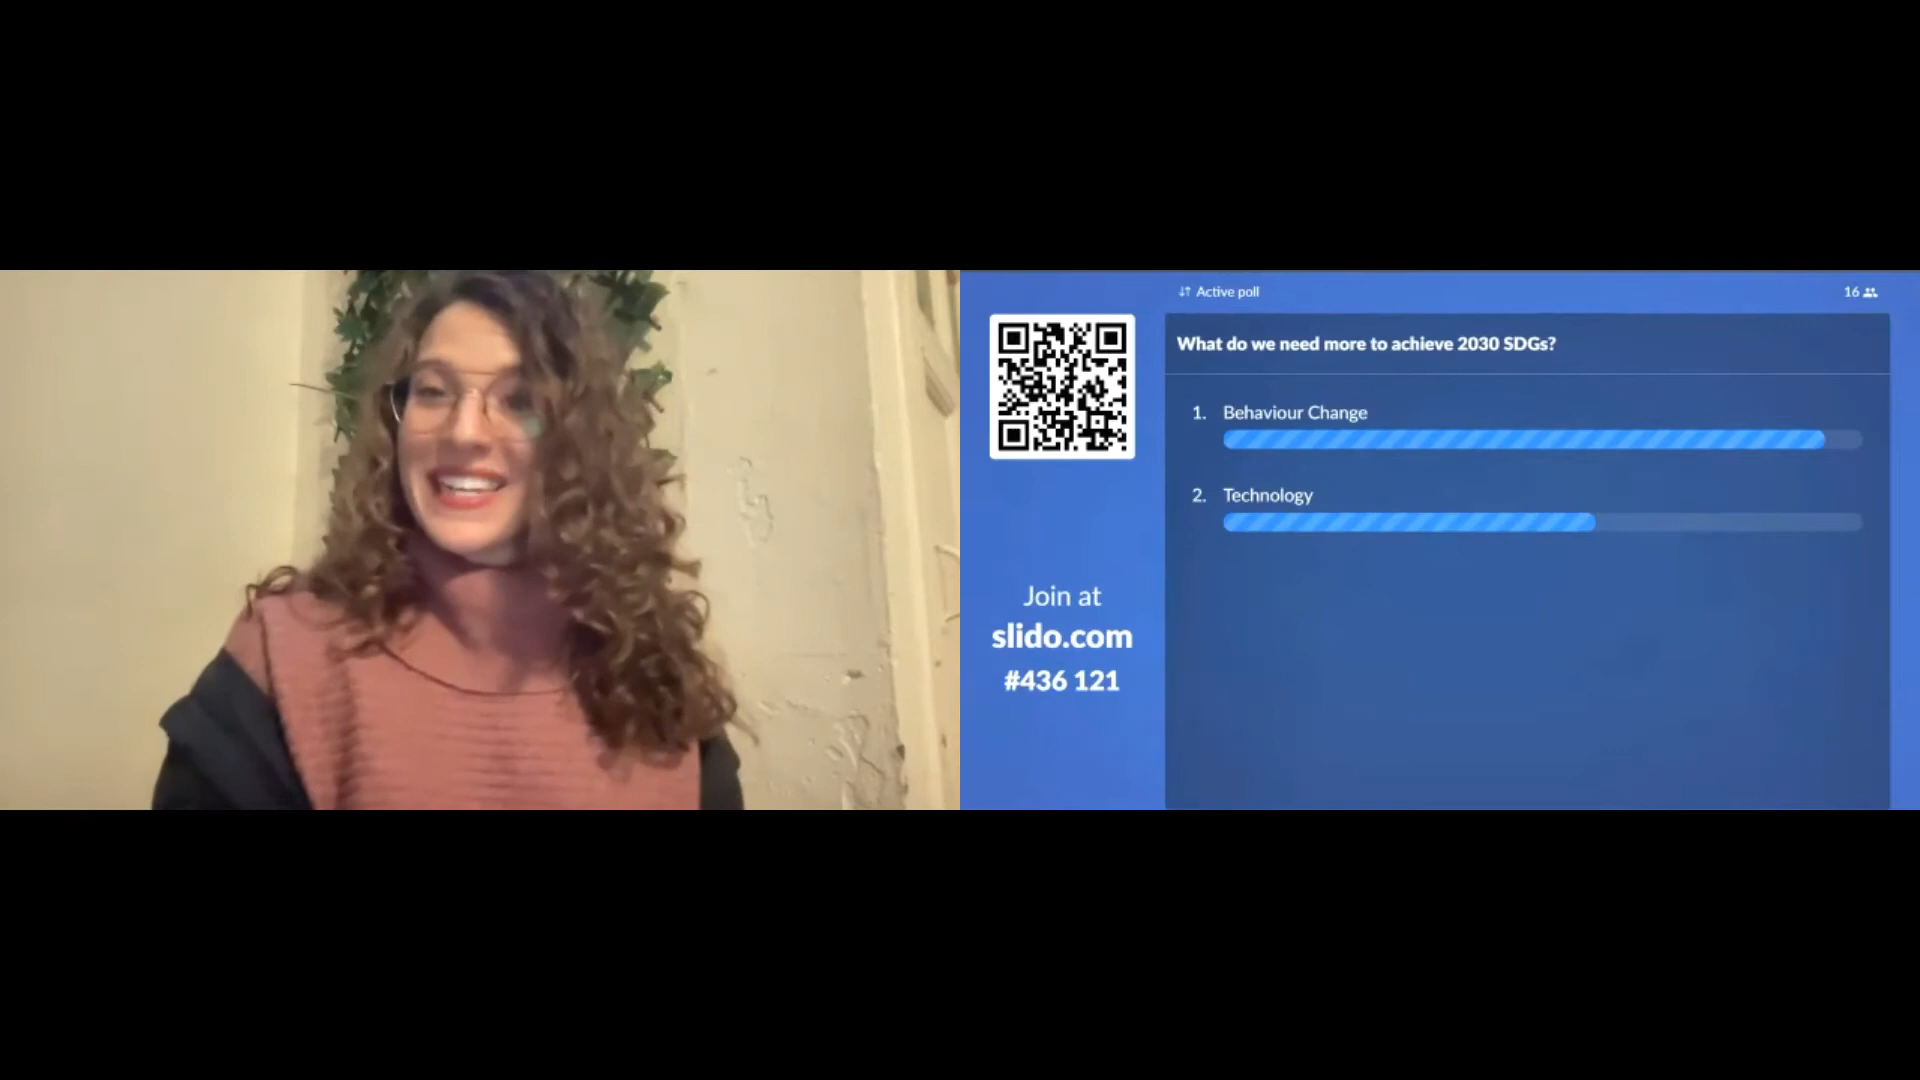 Active poll
16
What do we need more to achieve 2030 SDGs?
1. Behaviour Change
2. Technology
Join at
slido.com
#436 121